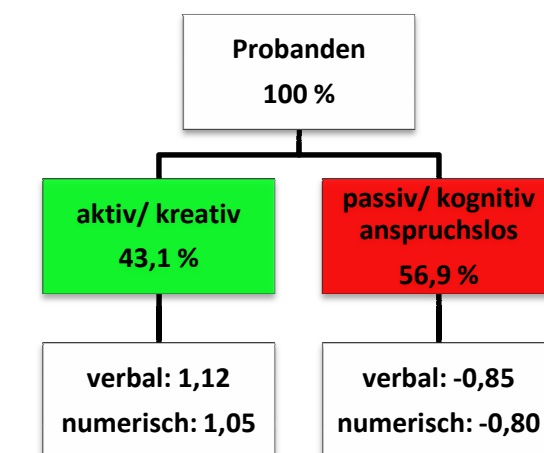 Probanden
100 %
aktiv/ kreativ
43,1 %
passiv/ kognitiv
anspruchslos
56,9 %
verbal: 1,12
numerisch: 1,05
verbal: -0,85
numerisch: -0,80